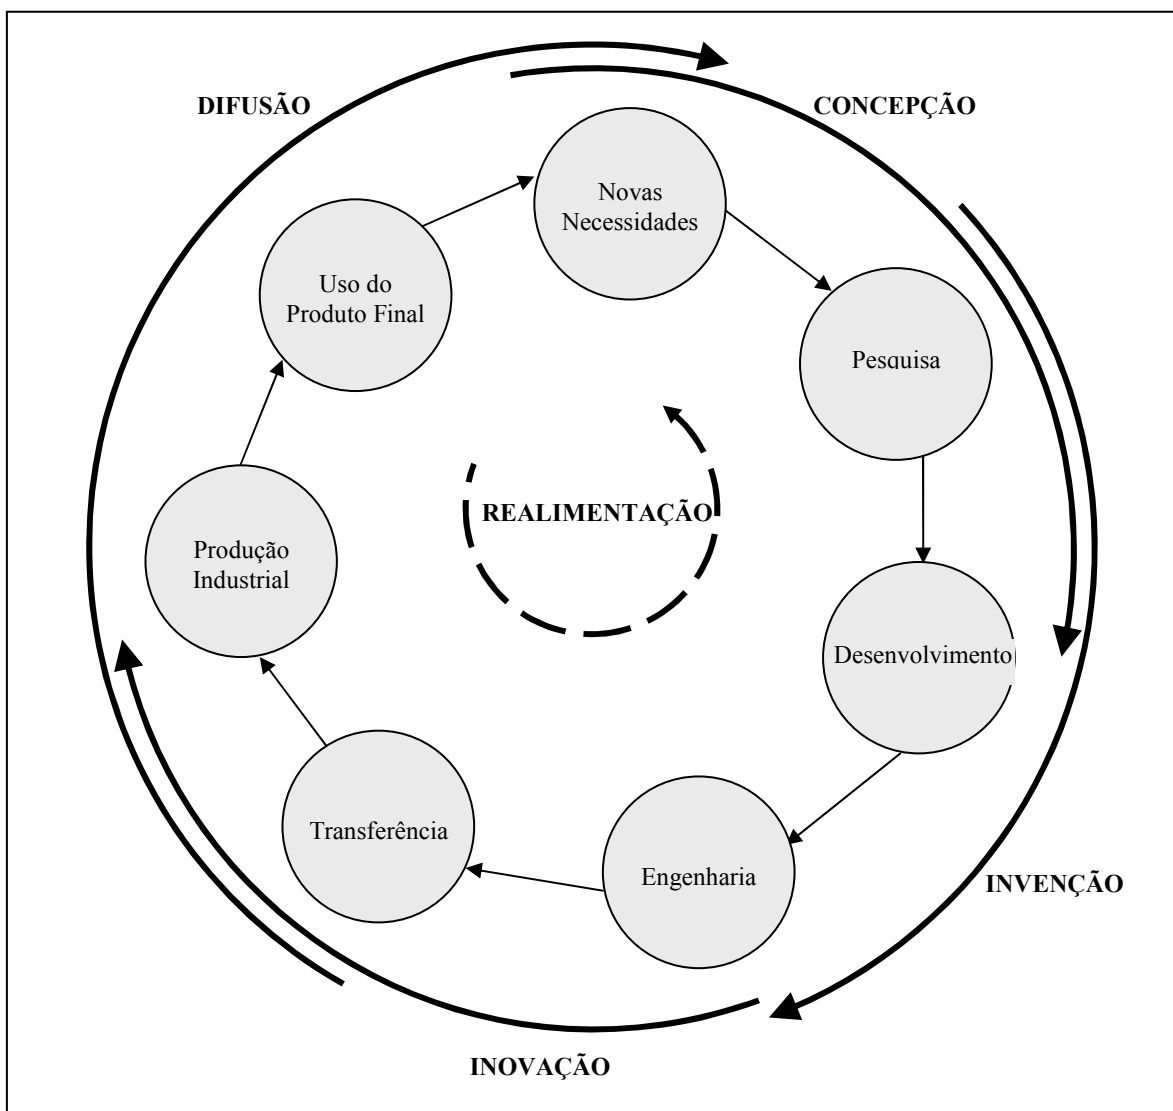 DIFUSÃO
CONCEPÇÃO
Novas
Necessidades
Uso do
Produto Final
Pesquisa
REALIMENTAÇÃO
Produção
Industrial
Desenvolvimento
Transferência
Engenharia
INVENÇÃO
INOVAÇÃO